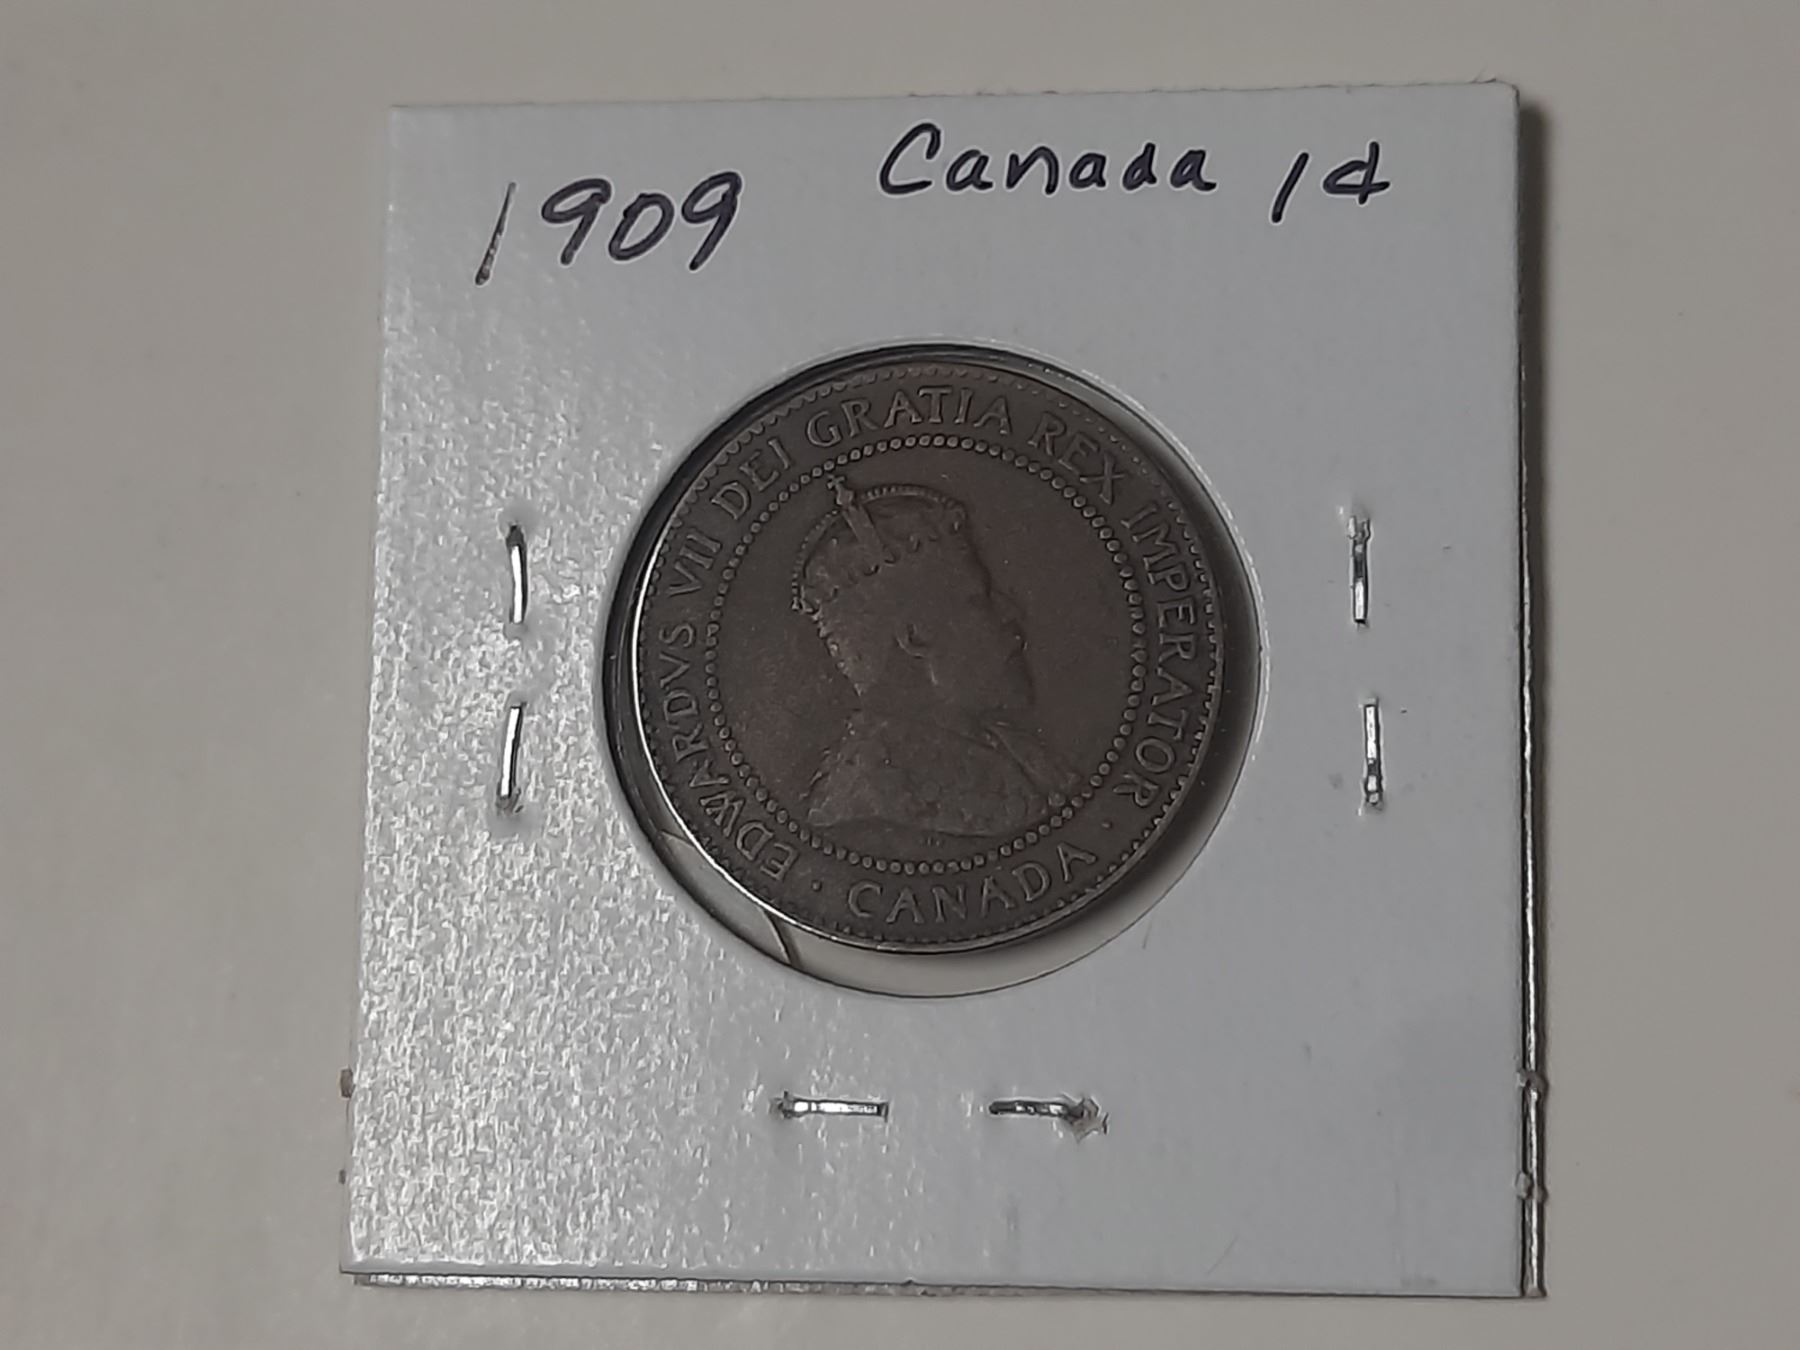 1909 Canada 1¢
EDWARDVS VII DEI GRATIA REX IMPERATOR ·
· CANADA